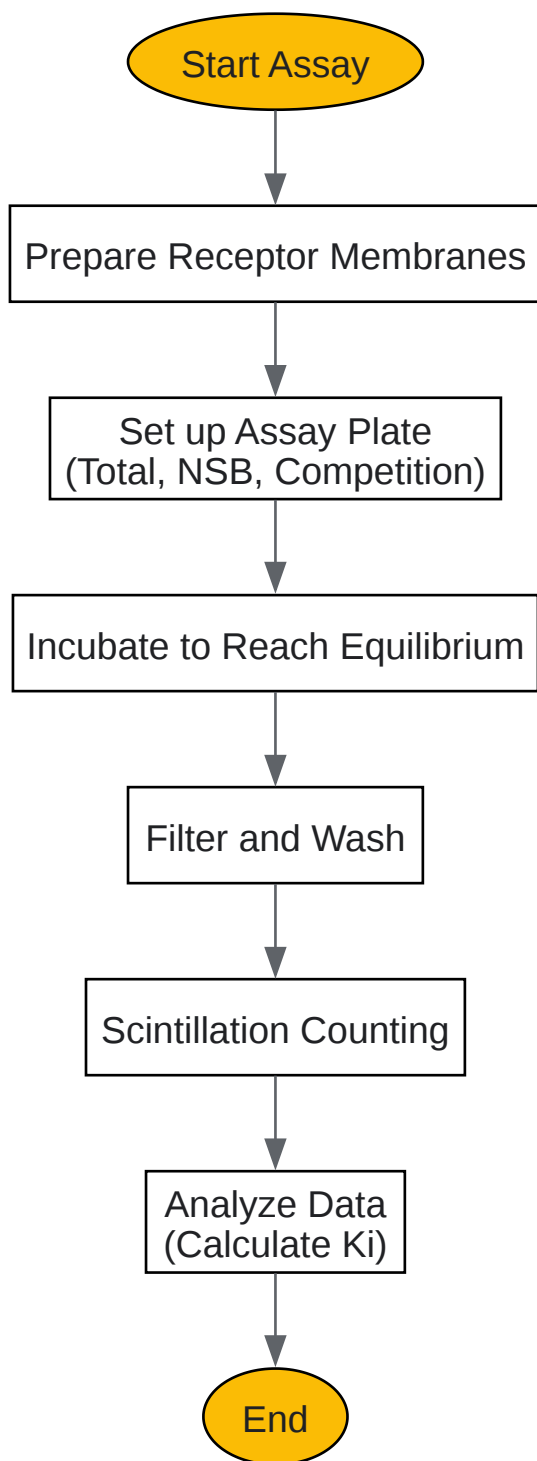 Start Assay
Prepare Receptor Membranes
Set up Assay Plate
(Total, NSB, Competition)
Incubate to Reach Equilibrium
Filter and Wash
Scintillation Counting
Analyze Data
(Calculate Ki)
End